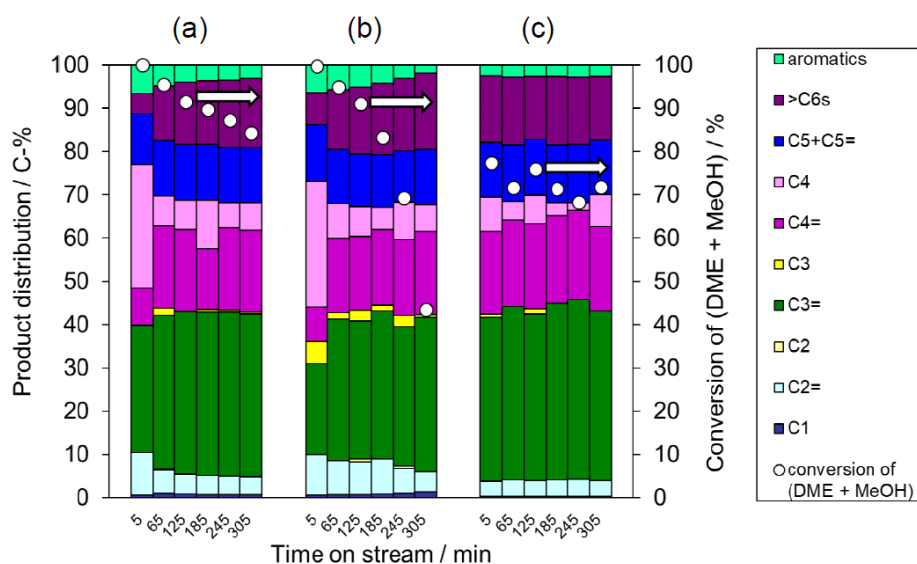 (a) (b) (c)
Product distribution / C-%
100
90
80
70
60
50
40
30
20
10
0
5 65 125 185 245 305
5 65 125 185 245 305
5 65 125 185 245 305
Time on stream / min
100
90
80
70
60
50
40
30
20
10
0
Conversion of (DME + MeOH) / %
aromatics
>C6s
C5+C5=
C4
C4=
C3
C3=
C2
C2=
C1
conversion of
(DME + MeOH)